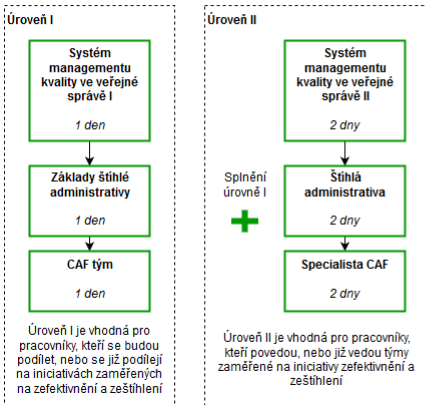 Úroveň I
Systém
managementu
kvality ve veřejné
správě I
1 den
Základy štíhlé
administrativy
1 den
CAF tým
1 den
Úroveň I je vhodná pro
pracovníky, kteří se budou
podílet, nebo se již podílejí
na iniciativách zaměřených
na zefektivnění a zeštíhlení
Úroveň II
Systém
managementu
kvality ve veřejné
správě II
2 dny
Splnění
úrovně I
Štíhlá
administrativa
2 dny
Specialista CAF
2 dny
Úroveň II je vhodná pro pracovníky,
kteří povedou, nebo již vedou týmy
zaměřené na iniciativy zefektivnění a
zeštíhlení